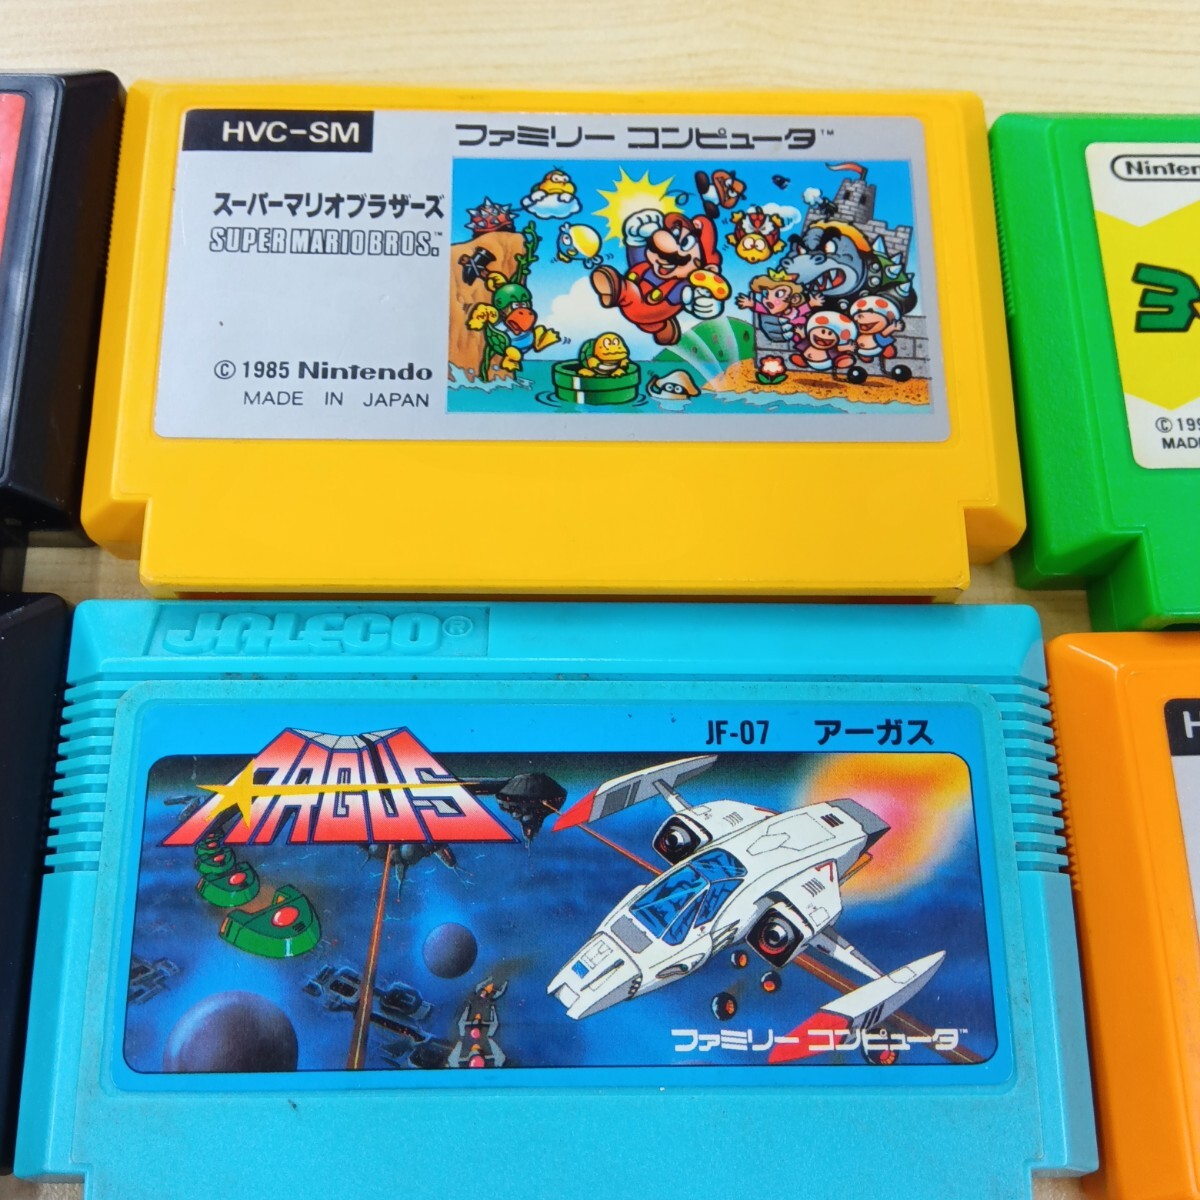 HVC-SM
ファミリー コンピュータ™
スーパーマリオブラザーズ
SUPER MARIO BROS.™
© 1985 Nintendo
MADE IN JAPAN
JALECO®
JF-07 アーガス
ARGUS
ファミリー コンピュータ™